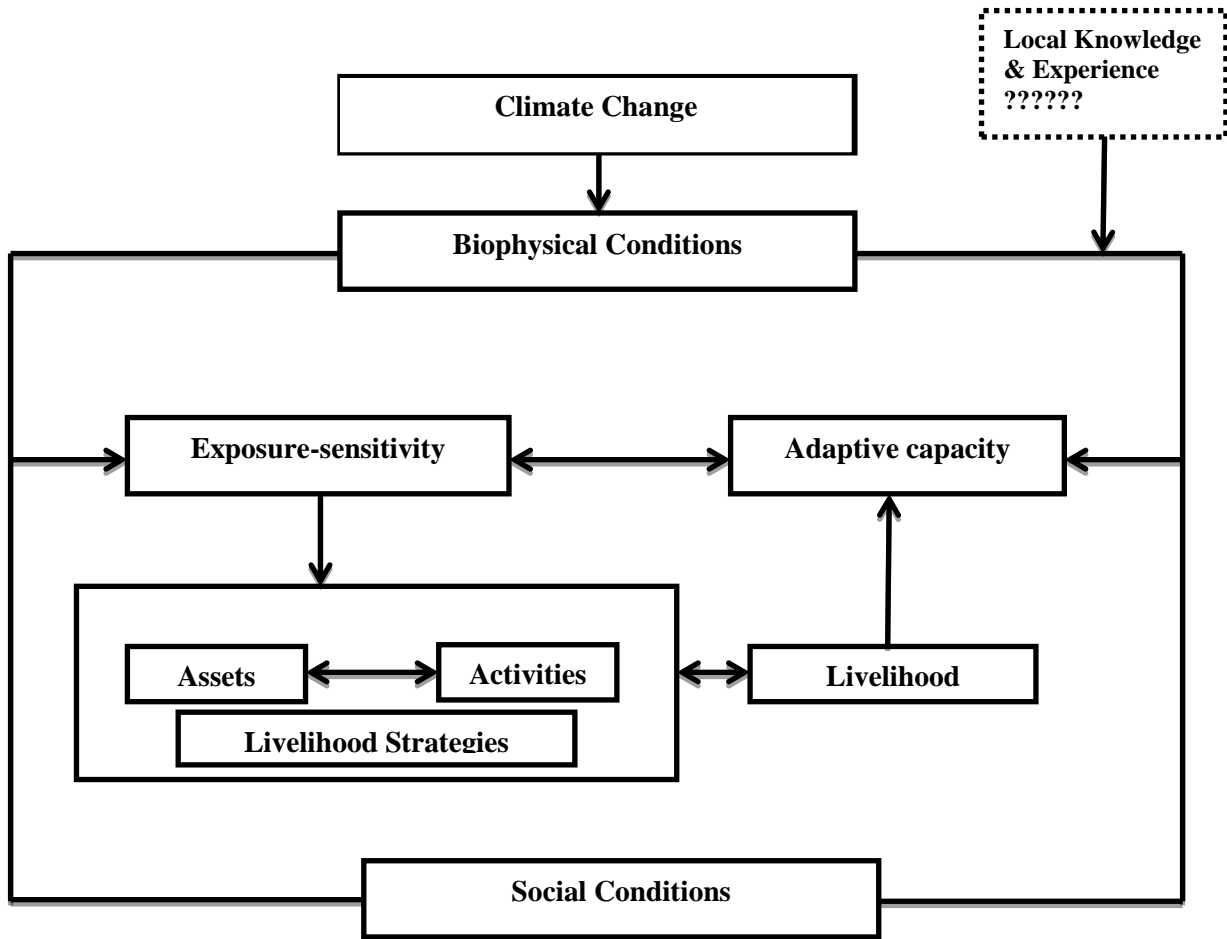 Local Knowledge
& Experience
??????
Climate Change
Biophysical Conditions
Exposure-sensitivity
Adaptive capacity
Assets
Activities
Livelihood
Livelihood Strategies
Social Conditions